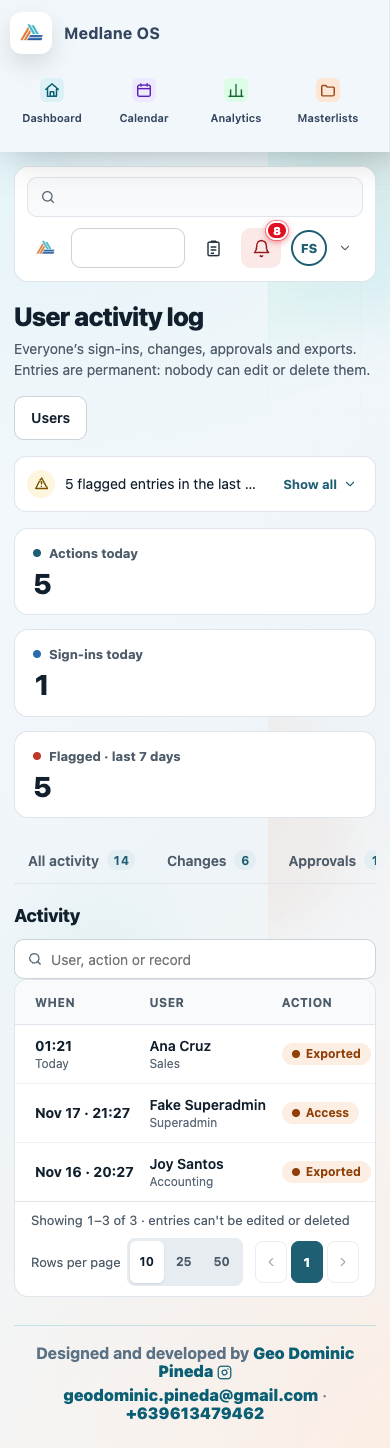 Medlane OS
Dashboard
Calendar
Analytics
Masterlists
8
FS
User activity log
Everyone's sign-ins, changes, approvals and exports.
Entries are permanent: nobody can edit or delete them.
Users
5 flagged entries in the last ...
Show all
Actions today
5
Sign-ins today
1
Flagged · last 7 days
5
All activity 14 Changes 6 Approvals 1
Activity
User, action or record
WHEN USER ACTION
01:21 Ana Cruz Exported
Today Sales
Nov 17 · 21:27 Fake Superadmin Access
Superadmin
Nov 16 · 20:27 Joy Santos Exported
Accounting
Showing 1–3 of 3 · entries can't be edited or deleted
Rows per page 10 25 50 1
Designed and developed by Geo Dominic
Pineda
geodominic.pineda@gmail.com ·
+639613479462